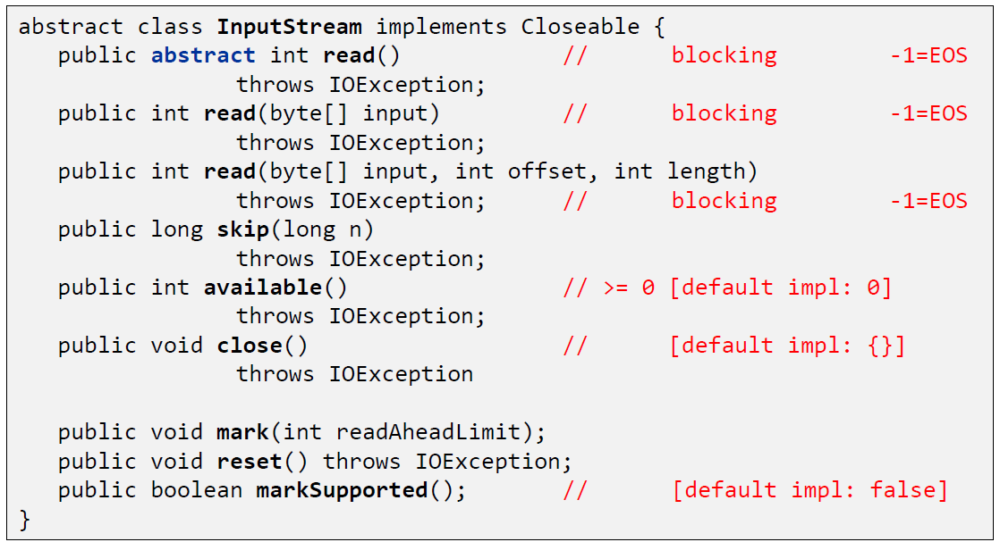 abstract class InputStream implements Closeable {
public abstract int read() // blocking -1=EOS
throws IOException;
public int read(byte[] input) // blocking -1=EOS
throws IOException;
public int read(byte[] input, int offset, int length)
throws IOException; // blocking -1=EOS
public long skip(long n)
throws IOException;
public int available() // >= 0 [default impl: 0]
throws IOException;
public void close() // [default impl: {}]
throws IOException
public void mark(int readAheadLimit);
public void reset() throws IOException;
public boolean markSupported(); // [default impl: false]
}